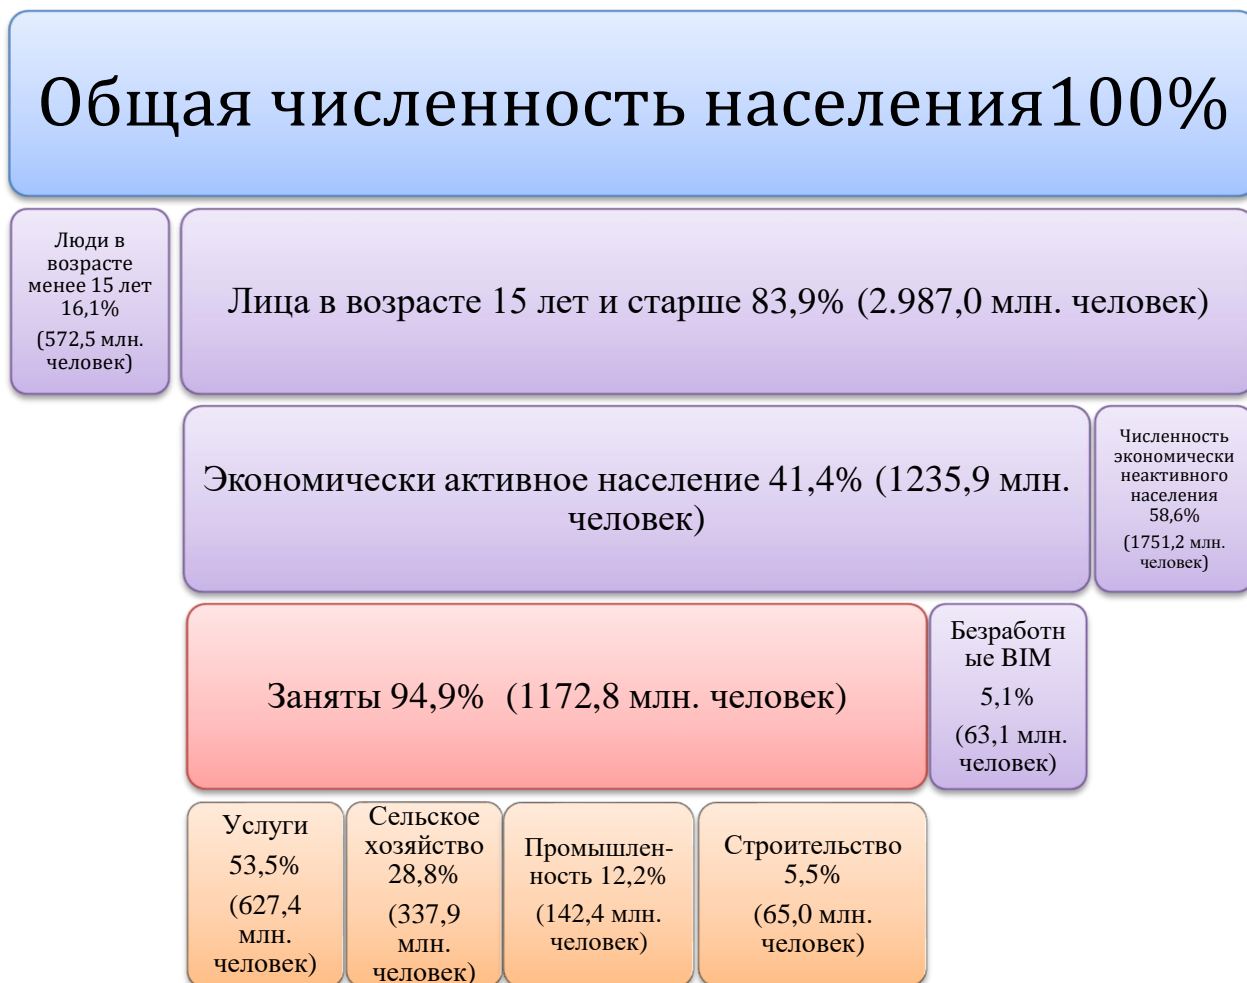 Общая численность населения100%
Люди в
возрасте
менее 15 лет
16,1%
(572,5 млн.
человек)
Лица в возрасте 15 лет и старше 83,9% (2.987,0 млн. человек)
Экономически активное население 41,4% (1235,9 млн.
человек)
Численность
экономически
неактивного
населения
58,6%
(1751,2 млн.
человек)
Заняты 94,9% (1172,8 млн. человек)
Безработн
ые BIM
5,1%
(63,1 млн.
человек)
Услуги
53,5%
(627,4
млн.
человек)
Сельское
хозяйство
28,8%
(337,9
млн.
человек)
Промышлен-
ность 12,2%
(142,4 млн.
человек)
Строительство
5,5%
(65,0 млн.
человек)